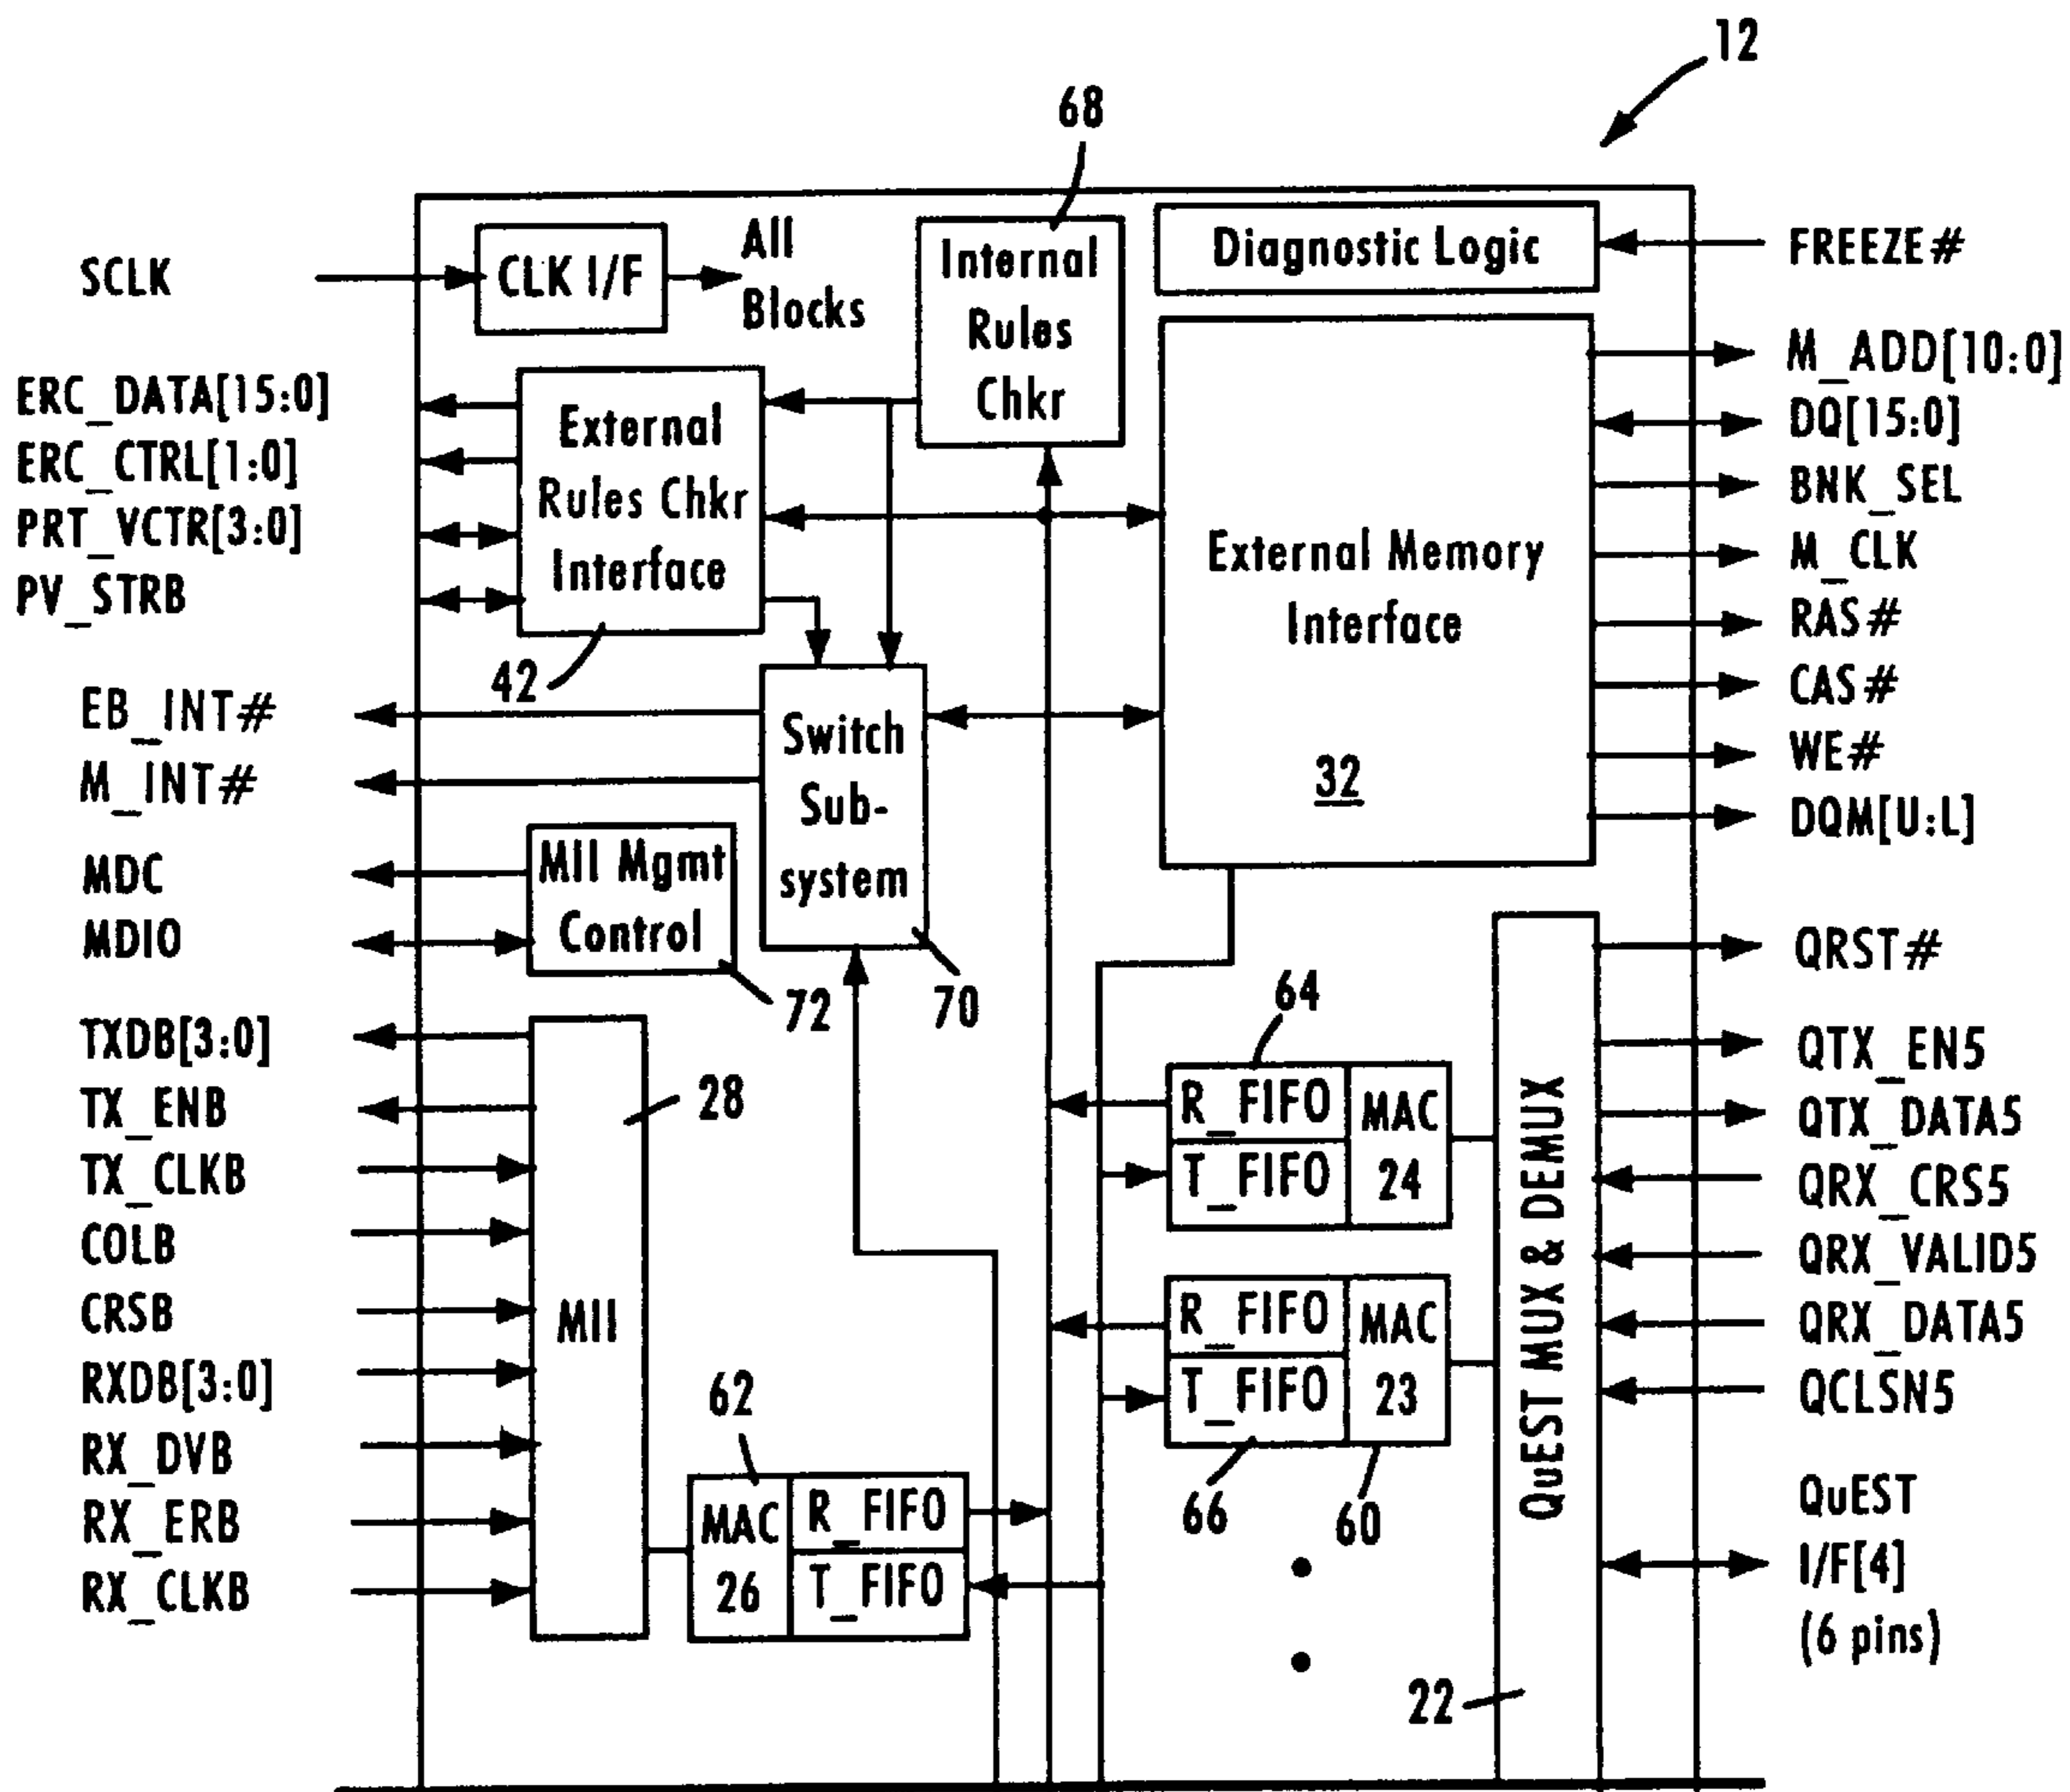 12
68
SCLK
CLK I/F
All
Blocks
Internal
Rules
Chkr
Diagnostic Logic
FREEZE#
ERC_DATA[15:0]
ERC_CTRL[1:0]
PRT_VCTR[3:0]
PV_STRB
External
Rules Chkr
Interface
42
External Memory
Interface
32
M_ADD[10:0]
DQ[15:0]
BNK_SEL
M_CLK
RAS#
CAS#
WE#
DQM[U:L]
EB_INT#
M_INT#
Switch
Sub-
system
70
MDC
MDIO
MII Mgmt
Control
72
TXDB[3:0]
TX_ENB
TX_CLKB
COLB
CRSB
RXDB[3:0]
RX_DVB
RX_ERB
RX_CLKB
28
MII
62
MAC
26
R_FIFO
T_FIFO
64
R_FIFO
T_FIFO
MAC
24
R_FIFO
T_FIFO
MAC
23
66
60
QuEST MUX & DEMUX
22
QRST#
QTX_EN5
QTX_DATA5
QRX_CRS5
QRX_VALID5
QRX_DATA5
QCLSN5
QuEST
I/F[4]
(6 pins)